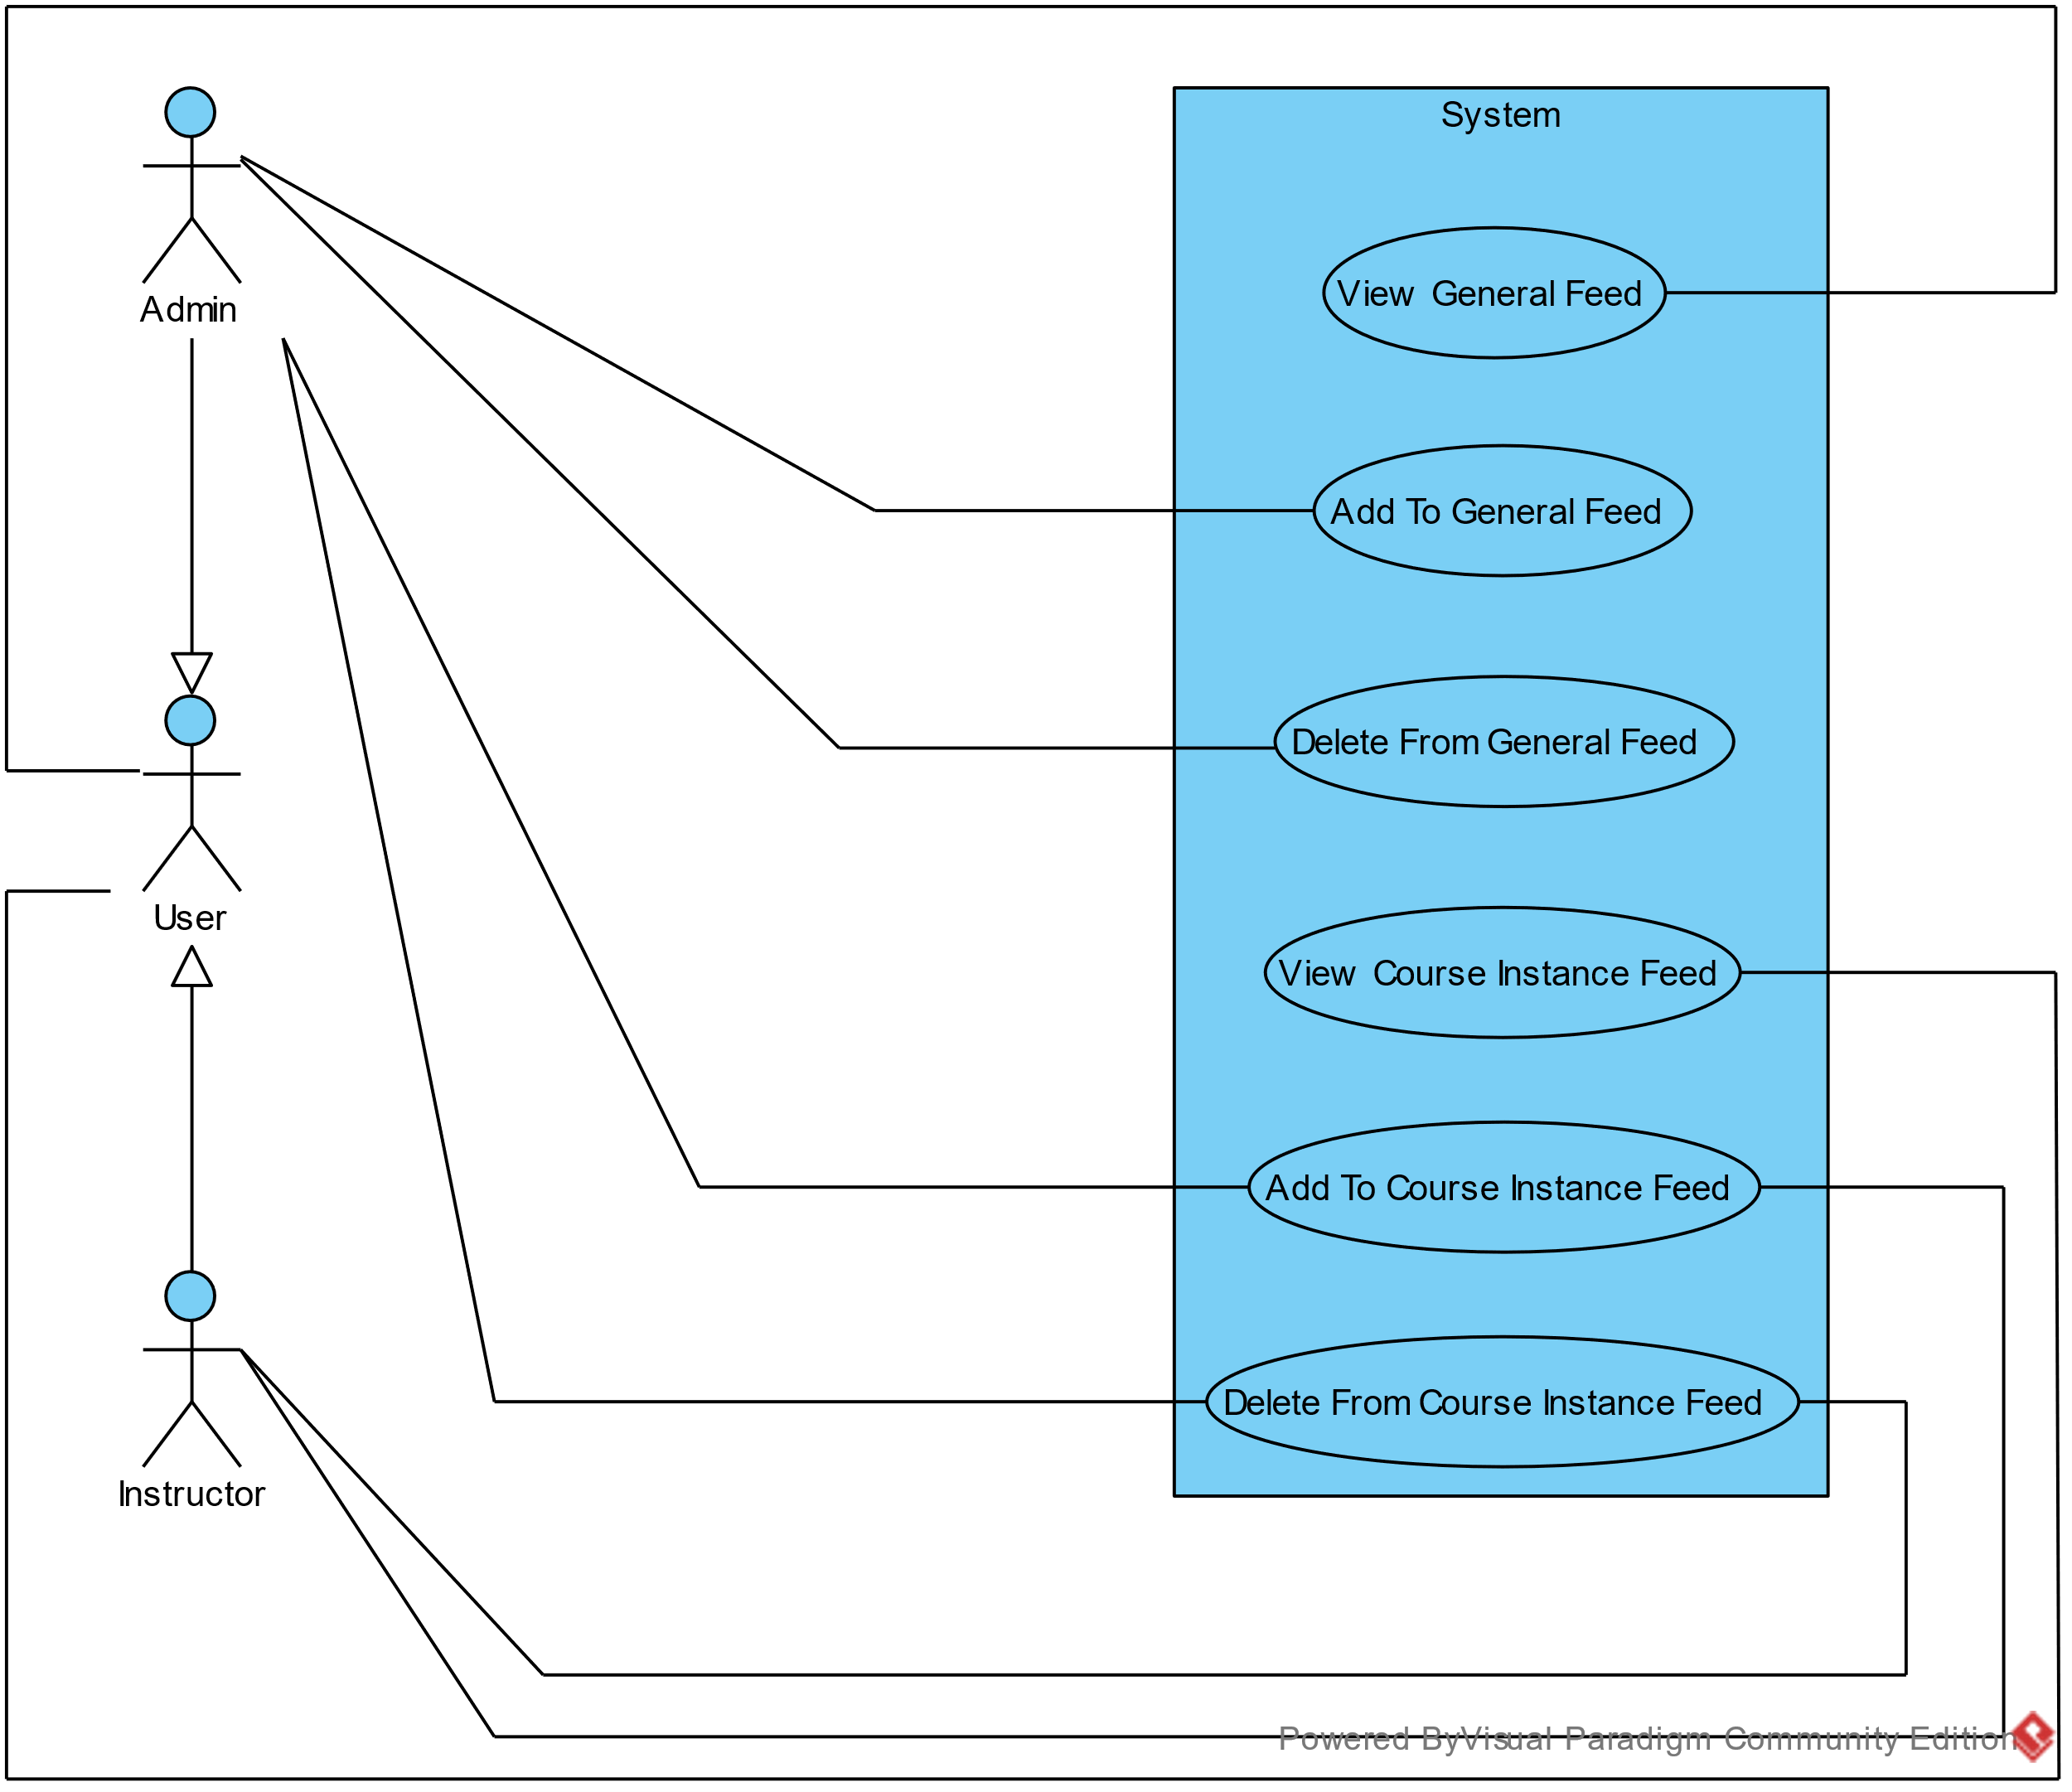 System
Admin
View General Feed
Add To General Feed
Delete From General Feed
User
View Course Instance Feed
Add To Course Instance Feed
Delete From Course Instance Feed
Instructor
Powered By Visual Paradigm Community Edition